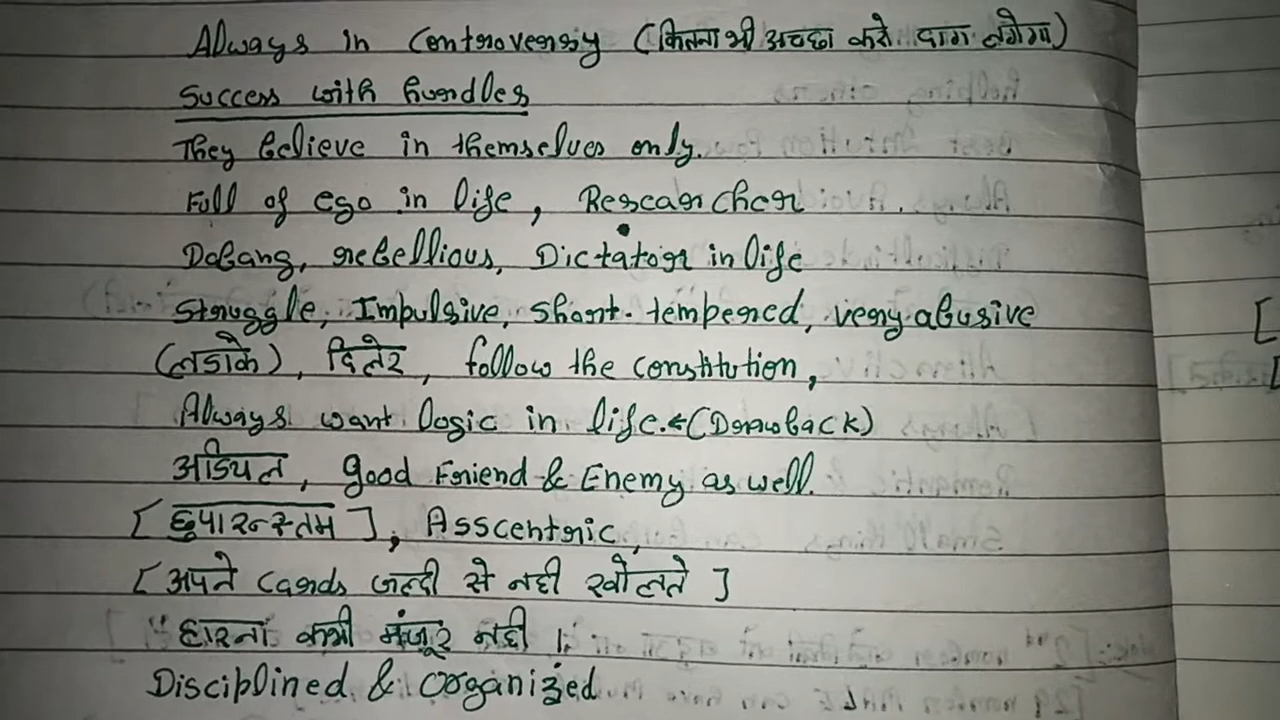 Always in Controversy (कितना भी अच्छा करो दाग लगेगा)
Success with hurdles
They believe in themselves only.
Full of ego in life, Researcher
Dabang, rebellious, Dictator in life
Struggle, Impulsive, Short-tempered, very abusive
(लडाके), दिलेर, follow the constitution,
Always want logic in life.←(Drawback)
अडियल, good Friend & Enemy as well.
[छुपा रुस्तम], Asscentric,
[अपने Cards जल्दी से नही खोलते]
"हारना कभी मंजूर नही।
Disciplined & organized